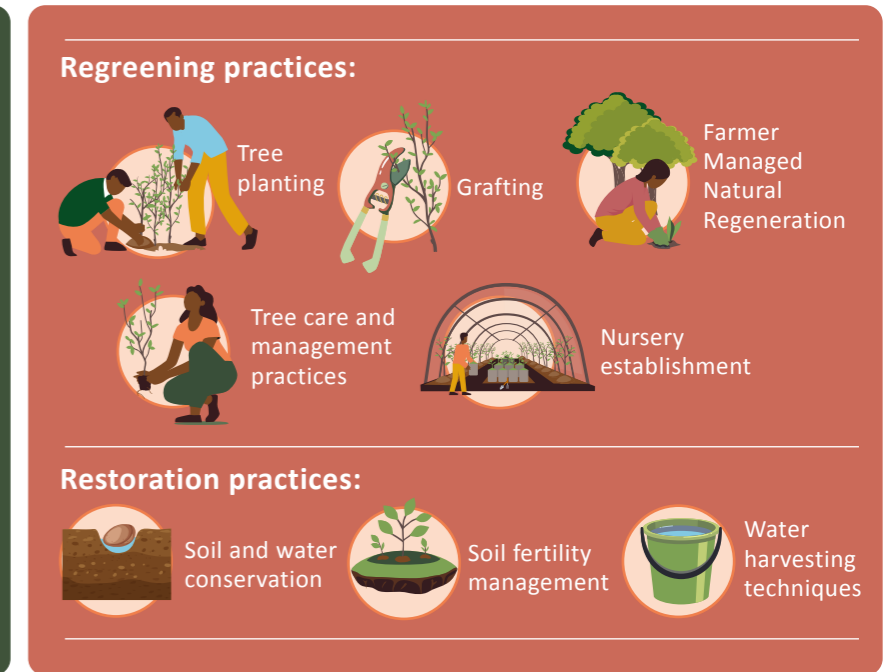 Regreening practices:
Tree
planting
Grafting
Farmer
Managed
Natural
Regeneration
Tree care and
management
practices
Nursery
establishment
Restoration practices:
Soil and water
conservation
Soil fertility
management
Water
harvesting
techniques